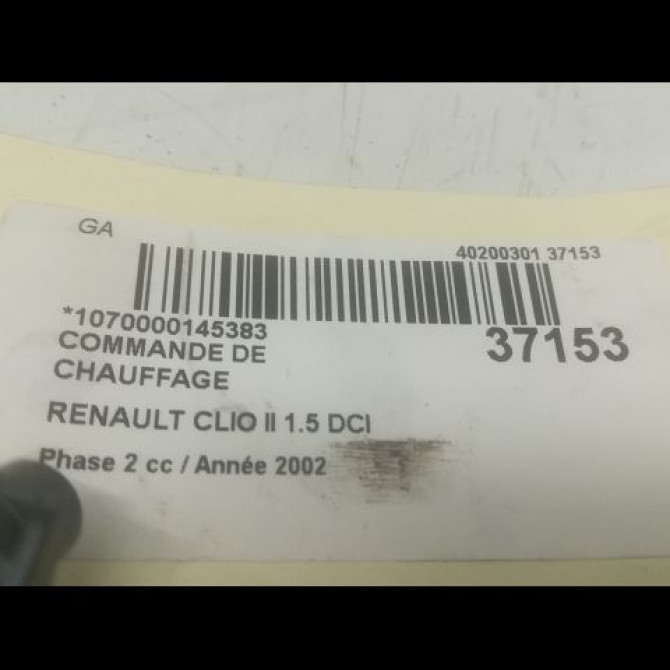 GA
40200301 37153
*1070000145383
37153
COMMANDE DE
CHAUFFAGE
RENAULT CLIO II 1.5 DCI
Phase 2 cc / Année 2002